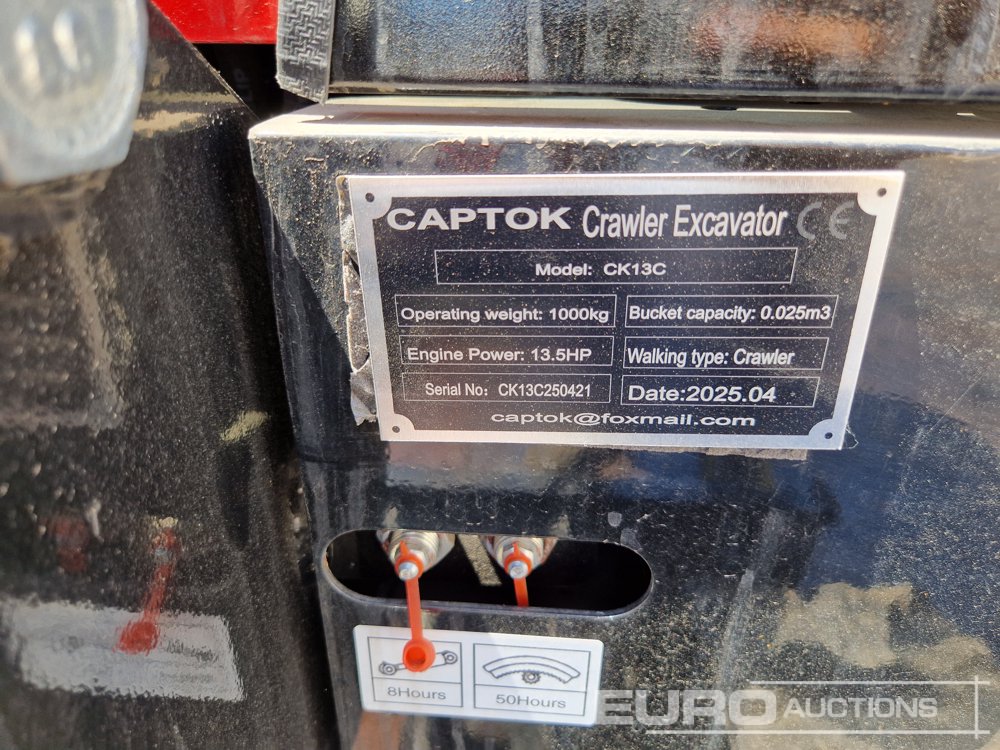 CAPTOK Crawler Excavator CE
Model: CK13C
Operating weight: 1000kg Bucket capacity: 0.025m3
Engine Power: 13.5HP Walking type: Crawler
Serial No: CK13C250421 Date:2025.04
captok@foxmail.com
8Hours 50Hours
EURO AUCTIONS